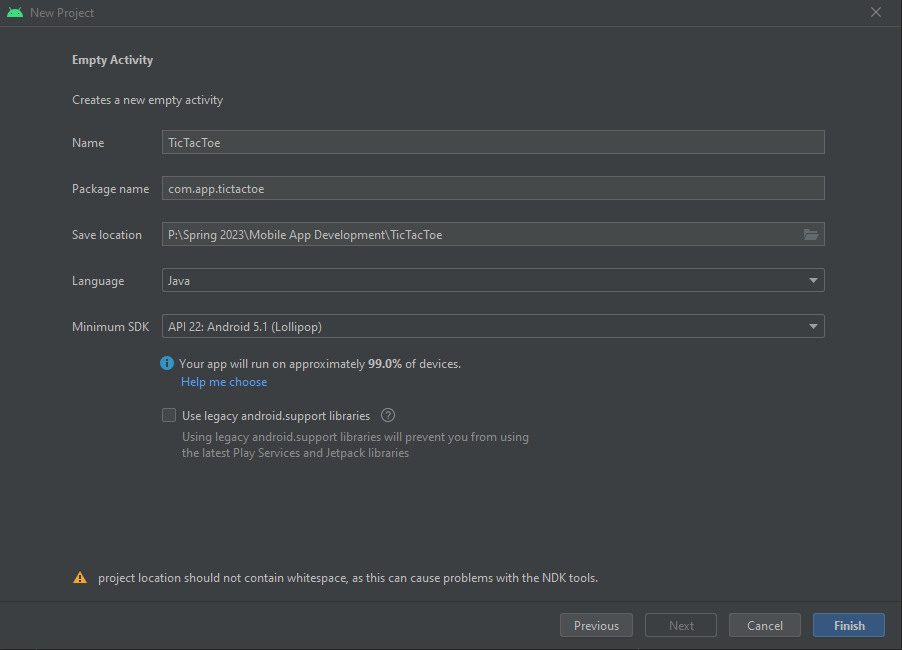 New Project
Empty Activity
Creates a new empty activity
Name TicTacToe
Package name com.app.tictactoe
Save location P:\Spring 2023\Mobile App Development\TicTacToe
Language Java
Minimum SDK API 22: Android 5.1 (Lollipop)
Your app will run on approximately 99.0% of devices.
Help me choose
Use legacy android.support libraries ?
Using legacy android.support libraries will prevent you from using
the latest Play Services and Jetpack libraries
project location should not contain whitespace, as this can cause problems with the NDK tools.
Previous Next Cancel Finish